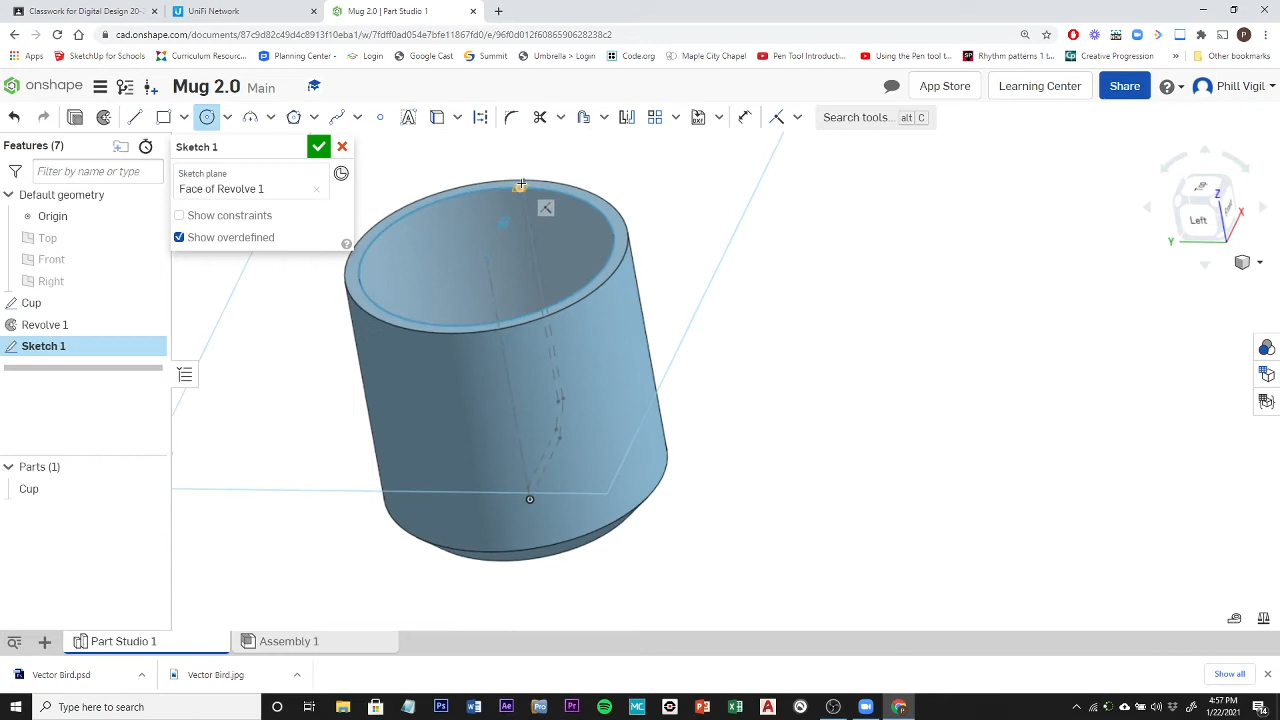 Classwork for Digital Design 20-
UniFi Network
Mug 2.0 | Part Studio 1
cad.onshape.com/documents/87c9d82c49d4c0f10eba1/w/7fdff0ad054e7bfe11867f60/e/96f0d012f6086590628238c2
Apps
SketchUp for Schools
Curriculum Resourc...
Planning Center
Google Cast
Summit
Umbrella > Login
Code.org
Maple City Chapel
Pen Tool Introducti...
Using the Pen tool i...
Rhythm patterns 1 t...
Creative Progression
Other bookmarks
onshape
Mug 2.0 Main
App Store
Learning Center
Share
Phill Vigil
Search tools... alt C
Features (7)
Filter by name or type
Default geometry
Origin
Top
Front
Right
Cup
Revolve 1
Sketch 1
Parts (1)
Cup
Sketch 1
Sketch plane
Face of Revolve 1
Show constraints
Show overdefined
Z
X
Y
Left
Part Studio 1
Assembly 1
Vector Bird.psd
Vector Bird.jpg
Show all
Type here to search
4:57 PM
1/22/2021